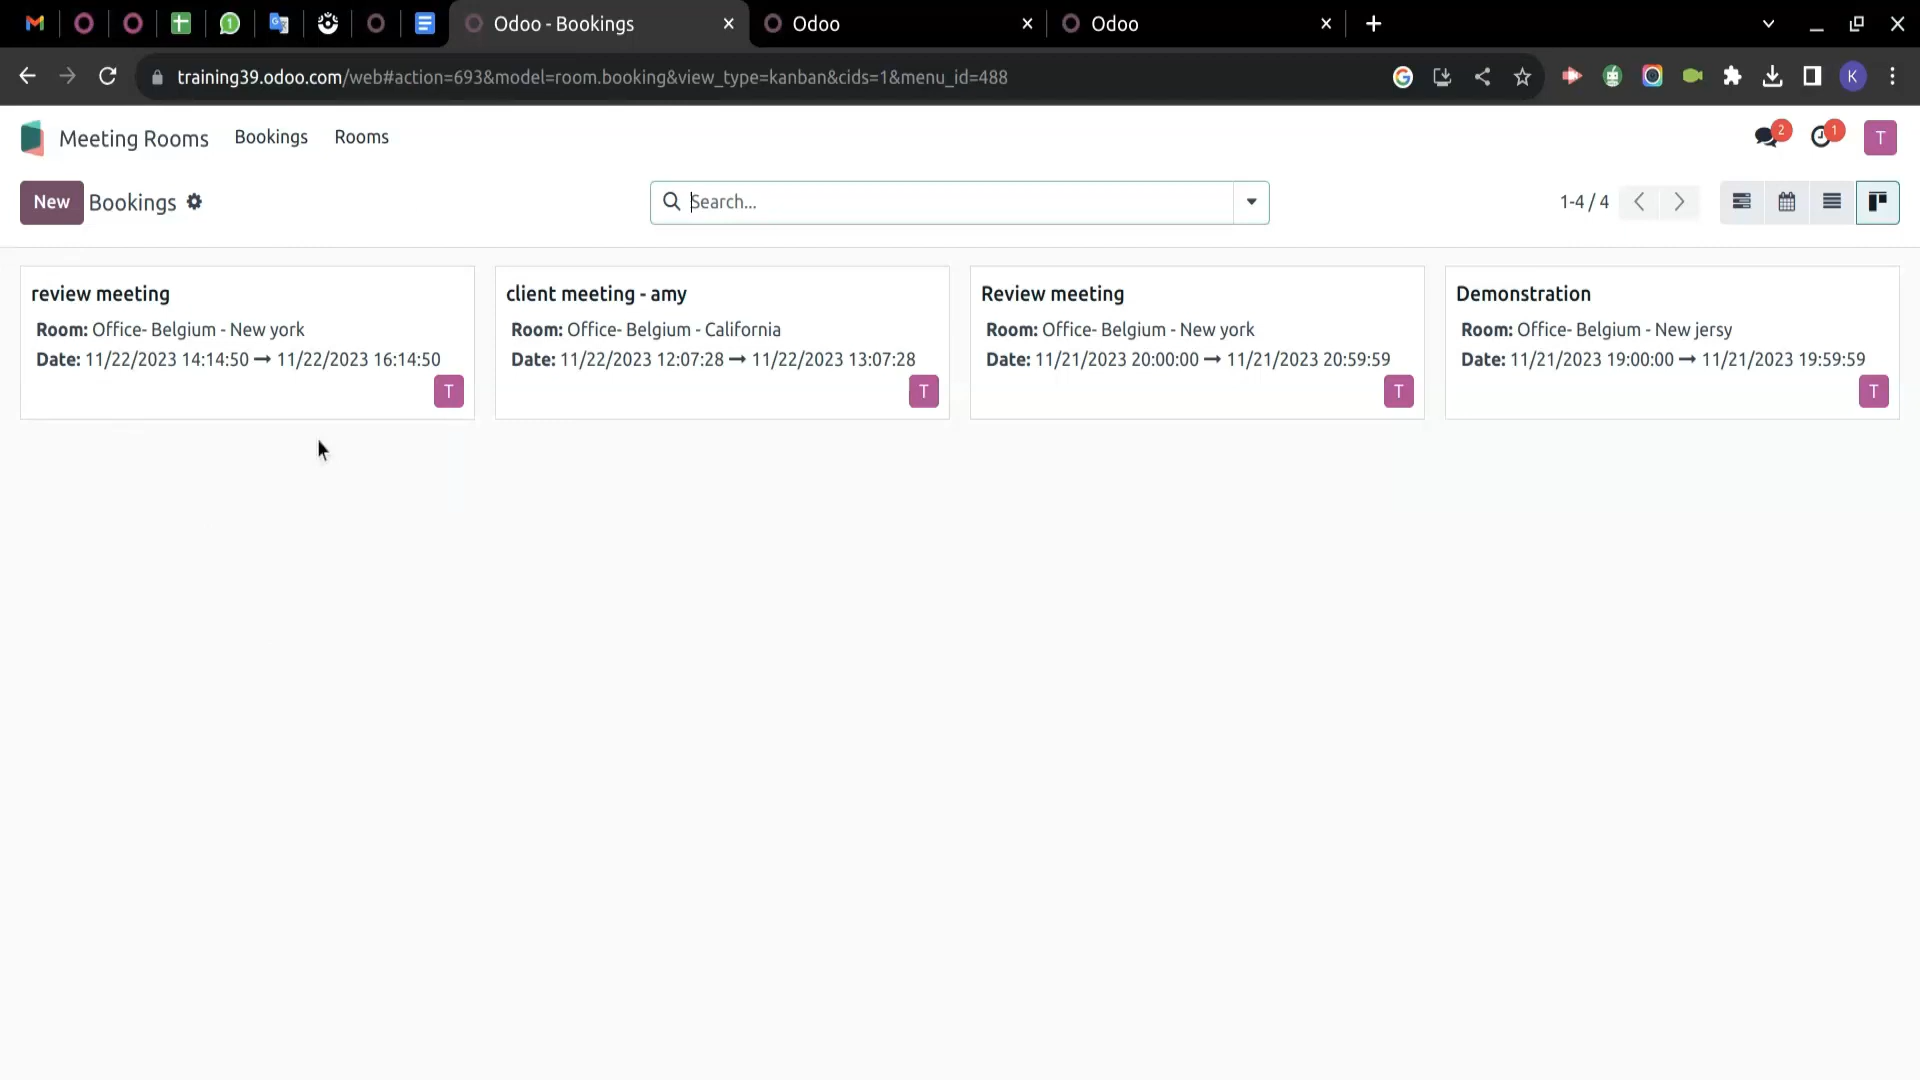 Odoo - Bookings
Odoo
Odoo
training39.odoo.com/web#action=693&model=room.booking&view_type=kanban&cids=1&menu_id=488
K
Meeting Rooms Bookings Rooms
2 1 T
New Bookings
Search...
1-4 / 4
review meeting
Room: Office- Belgium - New york
Date: 11/22/2023 14:14:50 → 11/22/2023 16:14:50
T
client meeting - amy
Room: Office- Belgium - California
Date: 11/22/2023 12:07:28 → 11/22/2023 13:07:28
T
Review meeting
Room: Office- Belgium - New york
Date: 11/21/2023 20:00:00 → 11/21/2023 20:59:59
T
Demonstration
Room: Office- Belgium - New jersy
Date: 11/21/2023 19:00:00 → 11/21/2023 19:59:59
T